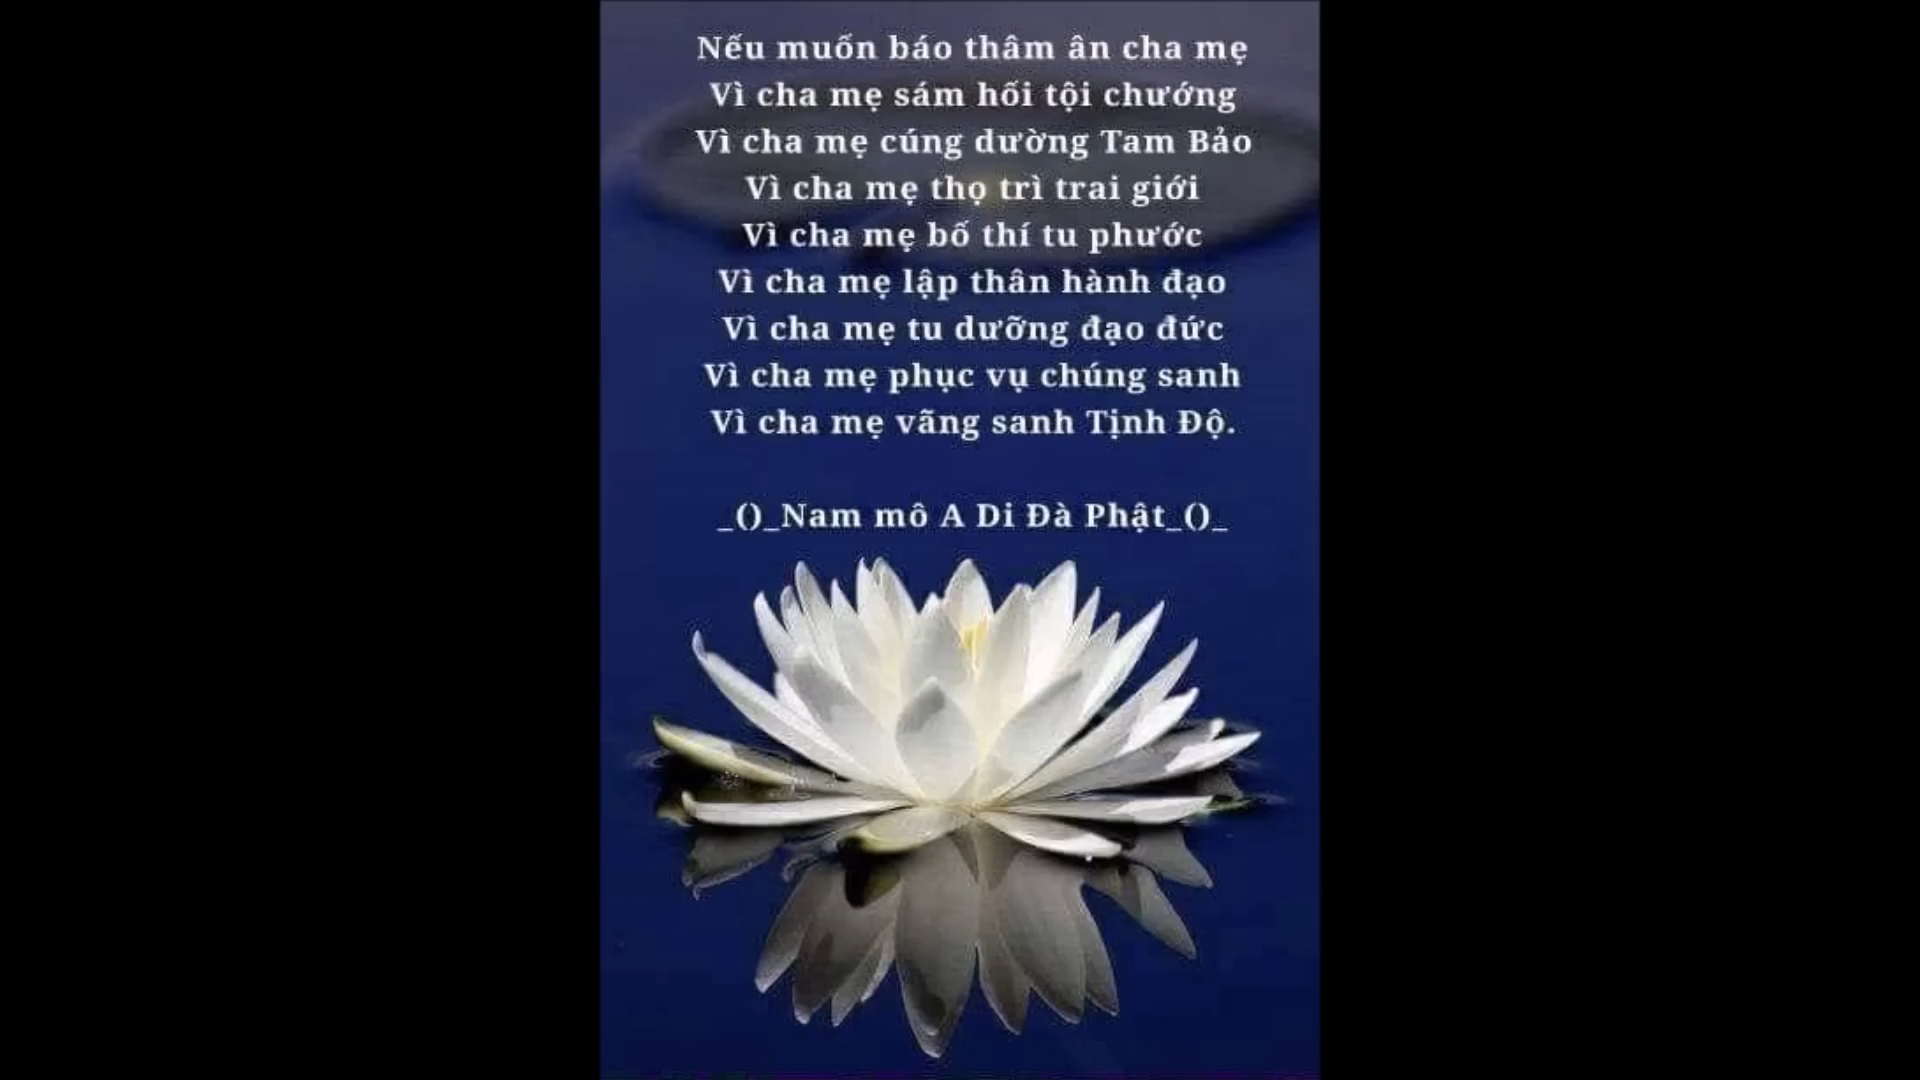 Nếu muốn báo thâm ân cha mẹ
Vì cha mẹ sám hối tội chướng
Vì cha mẹ cúng dường Tam Bảo
Vì cha mẹ thọ trì trai giới
Vì cha mẹ bố thí tu phước
Vì cha mẹ lập thân hành đạo
Vì cha mẹ tu dưỡng đạo đức
Vì cha mẹ phục vụ chúng sanh
Vì cha mẹ vãng sanh Tịnh Độ.
_()_Nam mô A Di Đà Phật_()_